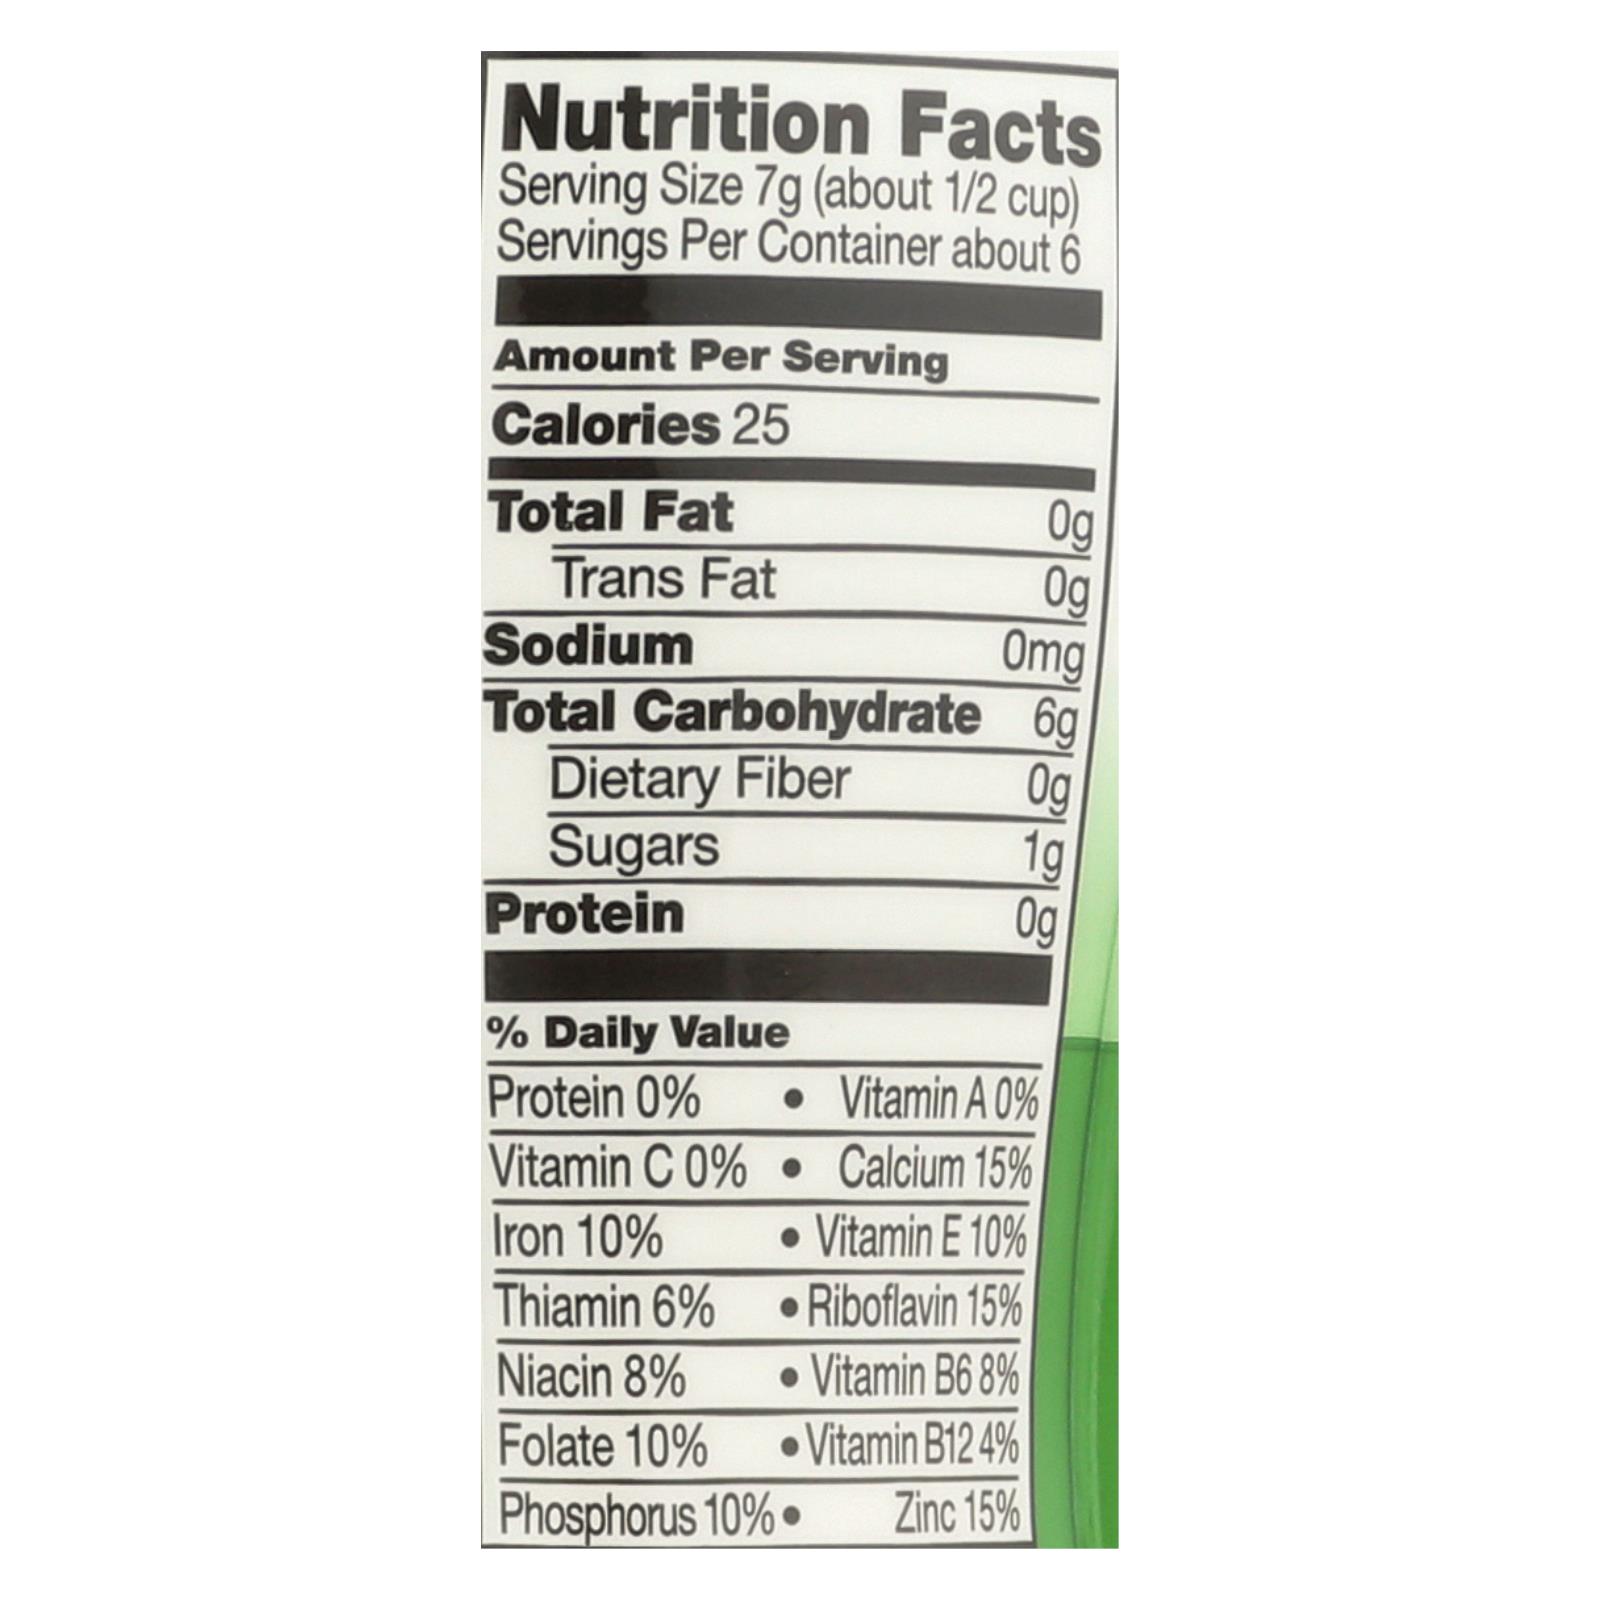 Nutrition Facts
Serving Size 7g (about 1/2 cup)
Servings Per Container about 6
Amount Per Serving
Calories 25
Total Fat 0g
Trans Fat 0g
Sodium 0mg
Total Carbohydrate 6g
Dietary Fiber 0g
Sugars 1g
Protein 0g
% Daily Value
Protein 0% • Vitamin A 0%
Vitamin C 0% • Calcium 15%
Iron 10% • Vitamin E 10%
Thiamin 6% • Riboflavin 15%
Niacin 8% • Vitamin B6 8%
Folate 10% • Vitamin B12 4%
Phosphorus 10% • Zinc 15%